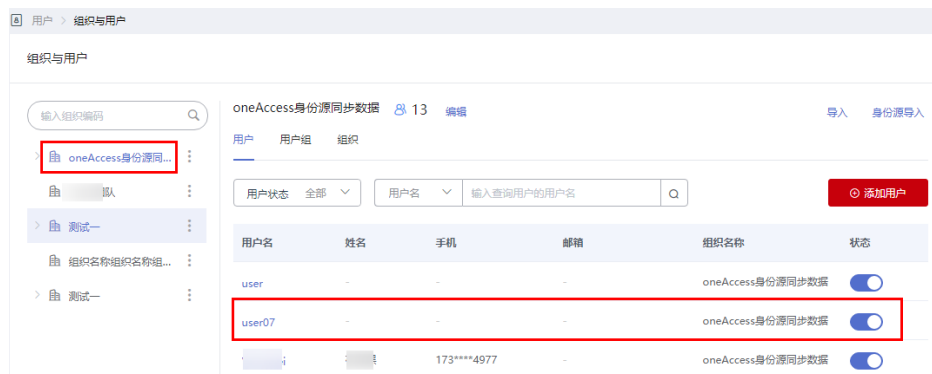 用户 > 组织与用户
组织与用户
输入组织编码
oneAccess身份源同...
队
测试一
组织名称组织名称组...
测试一
oneAccess身份源同步数据 13 编辑
导入 身份源导入
用户 用户组 组织
用户状态 全部 用户名 输入查询用户的用户名
添加用户
用户名 姓名 手机 邮箱 组织名称 状态
user - - - oneAccess身份源同步数据
user07 - - - oneAccess身份源同步数据
173****4977 - oneAccess身份源同步数据